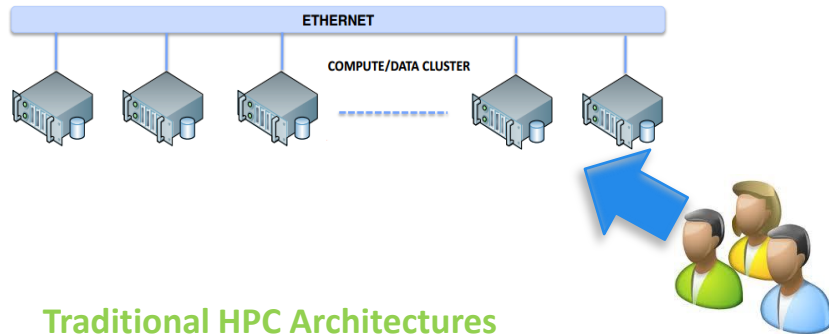 ETHERNET
COMPUTE/DATA CLUSTER
Traditional HPC Architectures